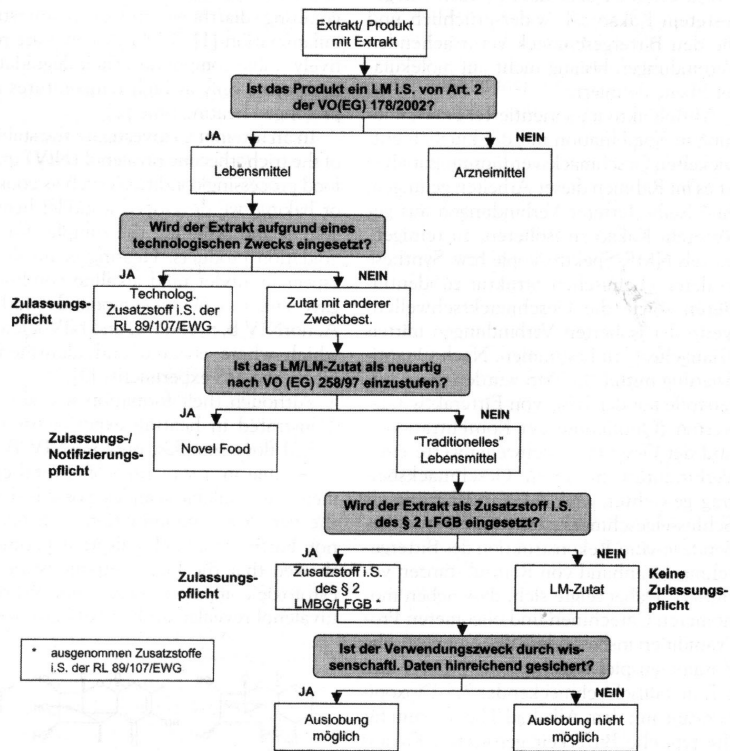 Extrakt/ Produkt
mit Extrakt
Ist das Produkt ein LM i.S. von Art. 2
der VO(EG) 178/2002?
JA
NEIN
Lebensmittel
Arzneimittel
Wird der Extrakt aufgrund eines
technologischen Zwecks eingesetzt?
JA
NEIN
Zulassungs-
pflicht
Technolog.
Zusatzstoff i.S. der
RL 89/107/EWG
Zutat mit anderer
Zweckbest.
Ist das LM/LM-Zutat als neuartig
nach VO (EG) 258/97 einzustufen?
JA
NEIN
Zulassungs-/
Notifizierungs-
pflicht
Novel Food
"Traditionelles"
Lebensmittel
Wird der Extrakt als Zusatzstoff I.S.
des § 2 LFGB eingesetzt?
JA
NEIN
Zulassungs-
pflicht
Zusatzstoff i.S.
des § 2
LMBG/LFGB *
LM-Zutat
Keine
Zulassungs-
pflicht
* ausgenommen Zusatzstoffe
i.S. der RL 89/107/EWG
Ist der Verwendungszweck durch wis-
senschaftl. Daten hinreichend gesichert?
JA
NEIN
Auslobung
möglich
Auslobung nicht
möglich